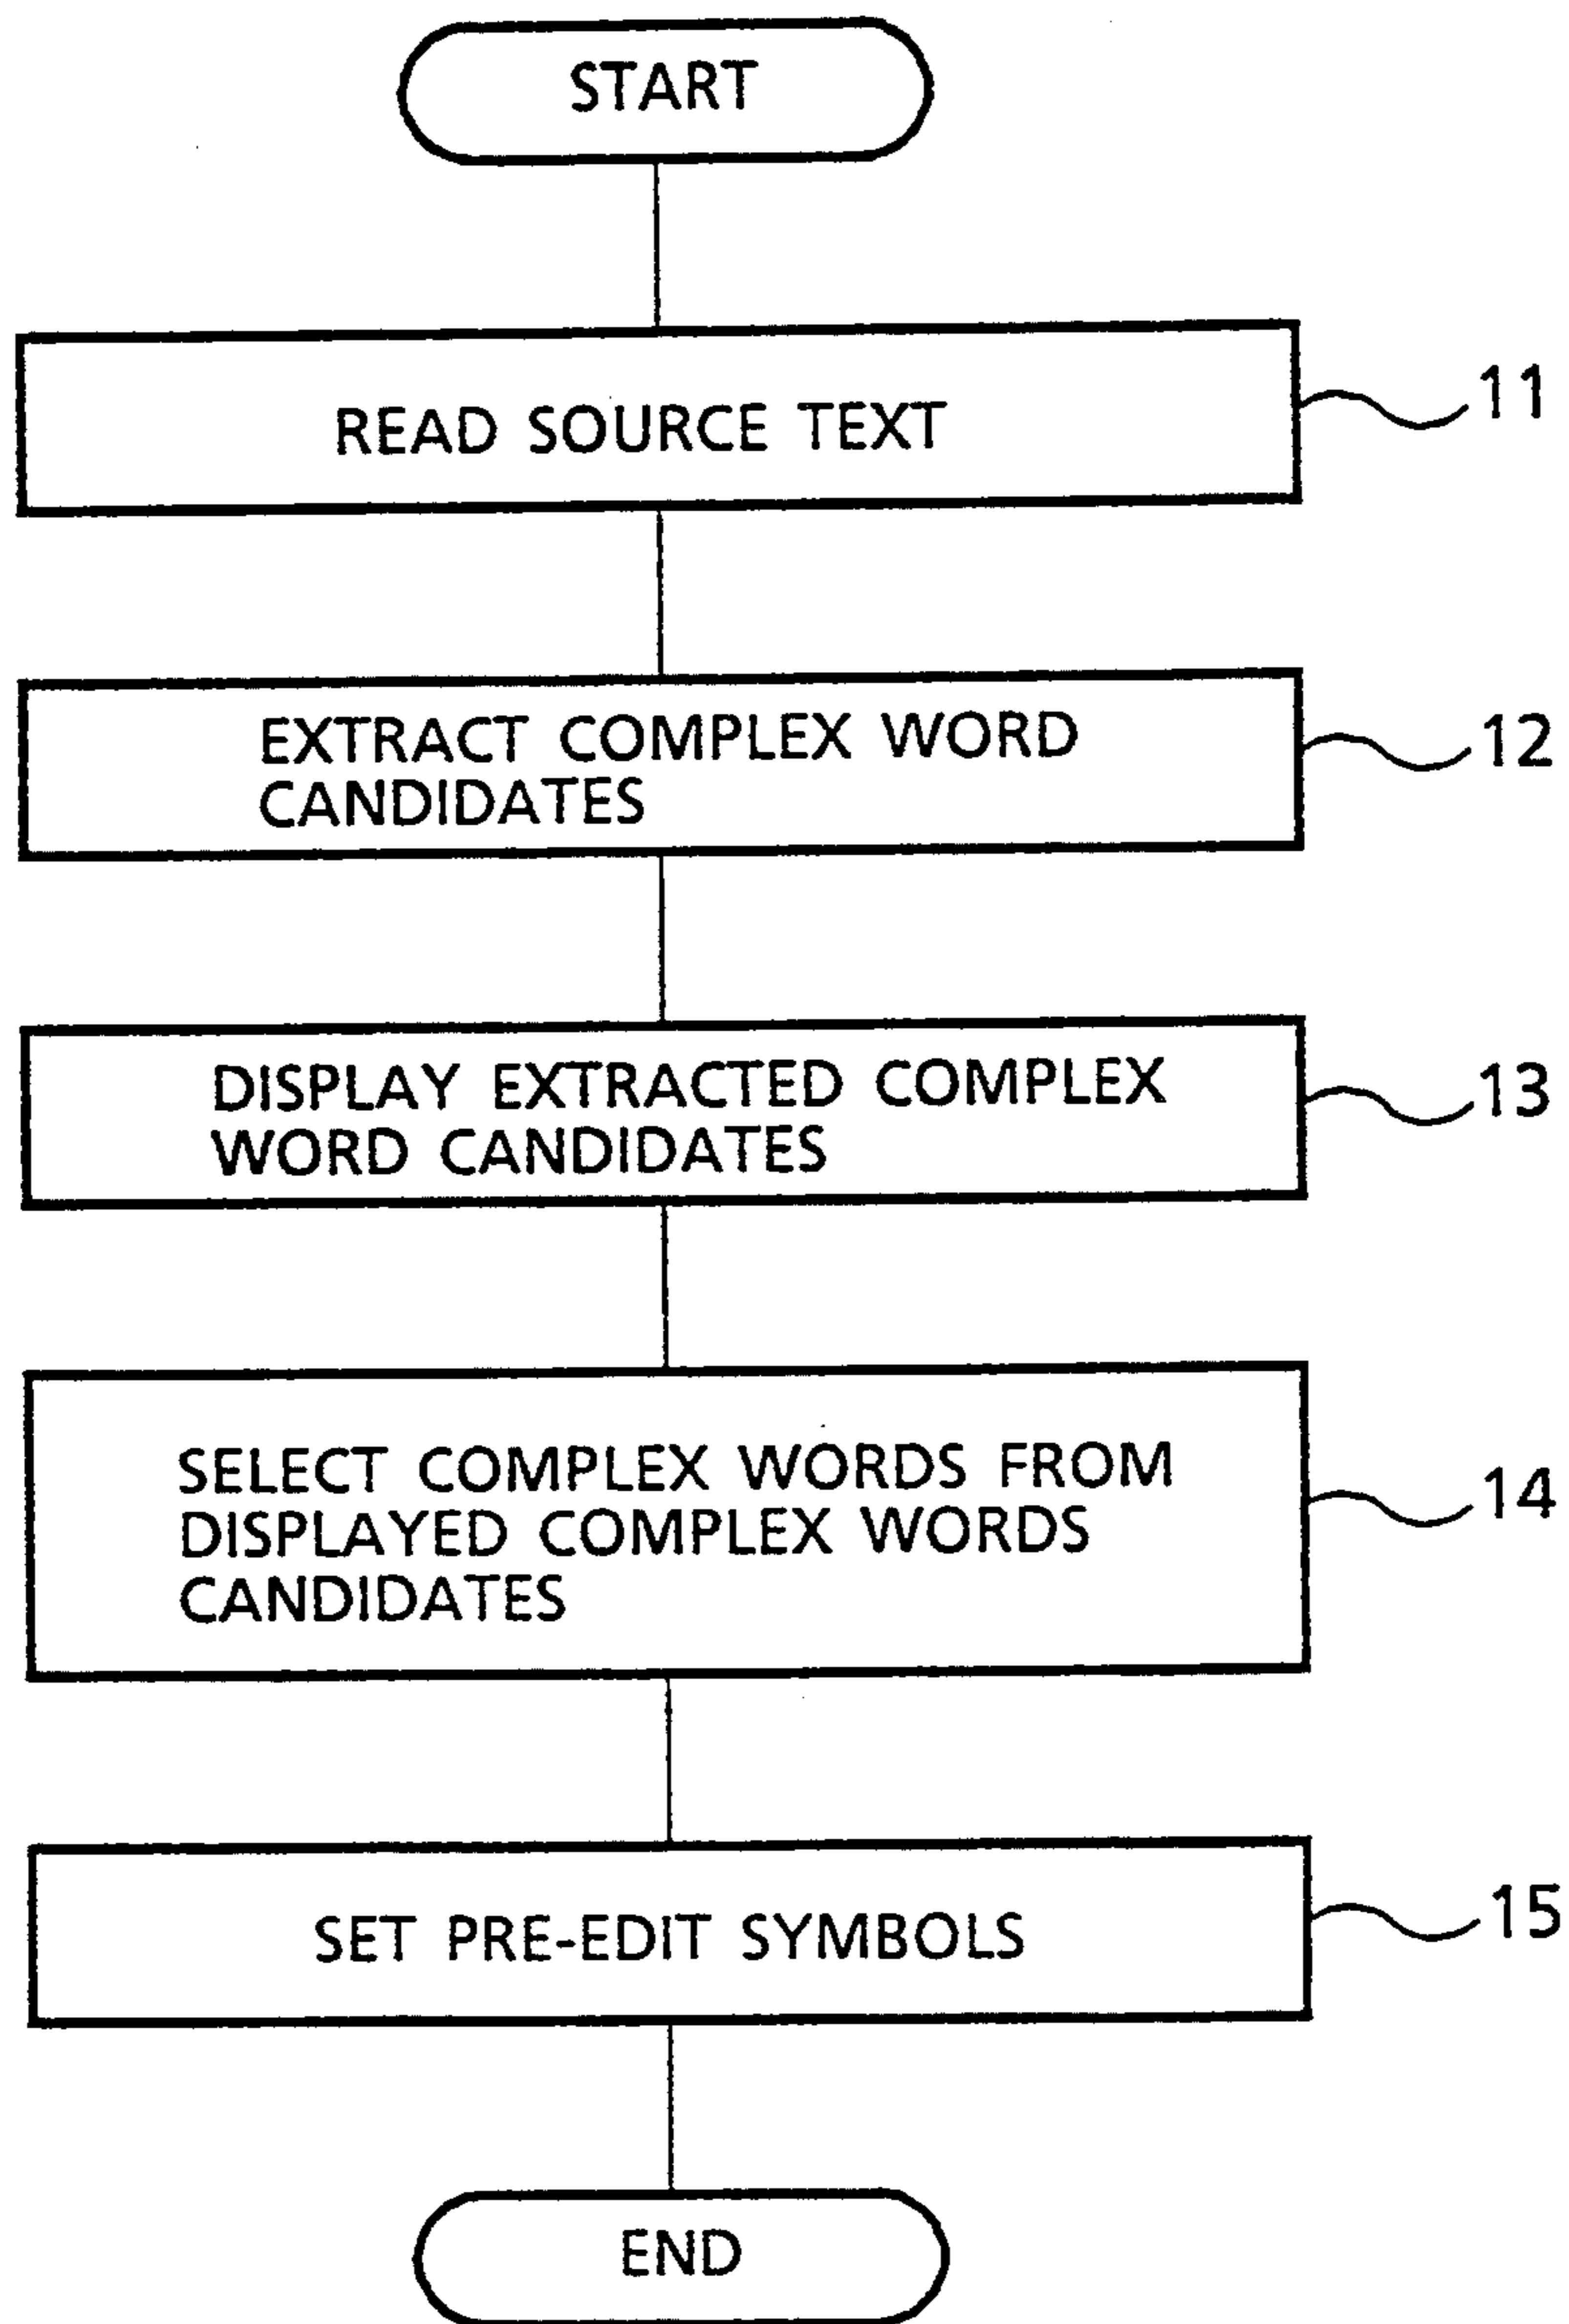 START
READ SOURCE TEXT
11
EXTRACT COMPLEX WORD
CANDIDATES
12
DISPLAY EXTRACTED COMPLEX
WORD CANDIDATES
13
SELECT COMPLEX WORDS FROM
DISPLAYED COMPLEX WORDS
CANDIDATES
14
SET PRE-EDIT SYMBOLS
15
END